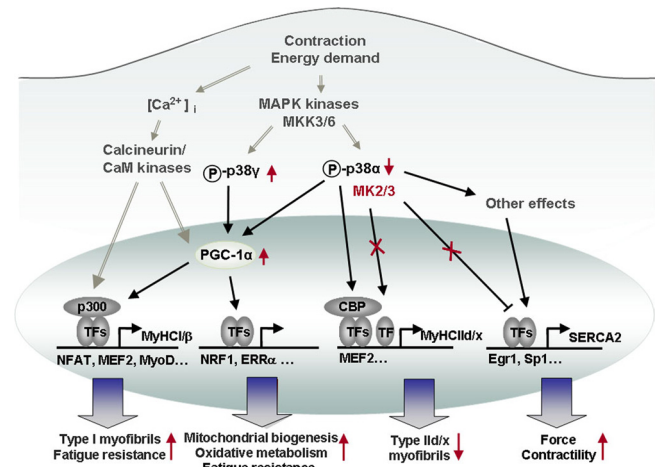 Contraction
Energy demand
[Ca²⁺] i
MAPK kinases
MKK3/6
Calcineurin/
CaM kinases
P-p38γ
P-p38α
MK2/3
Other effects
PGC-1α
p300
TFs
MyHCI/β
NFAT, MEF2, MyoD...
TFs
NRF1, ERRα ...
CBP
TFs
TF
MyHCIId/x
MEF2...
TFs
SERCA2
Egr1, Sp1...
Type I myofibrils
Fatigue resistance
Mitochondrial biogenesis
Oxidative metabolism
Fatigue resistance
Type IId/x
myofibrils
Force
Contractility